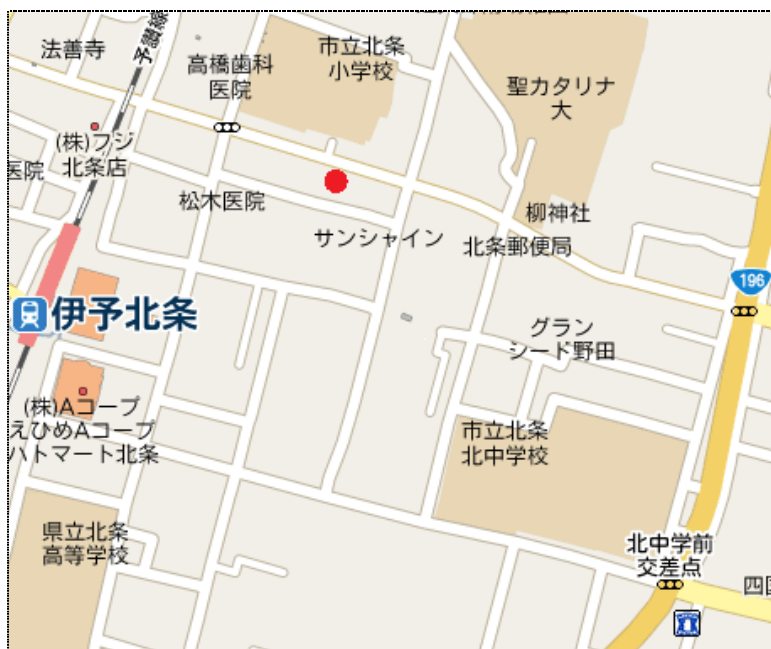 法善寺
予讃線
高橋歯科
医院
市立北条
小学校
聖カタリナ
大
(株)フジ
北条店
医院
松木医院
サンシャイン
柳神社
北条郵便局
196
伊予北条
グラン
シード野田
(株)Aコープ
えひめAコープ
ハトマート北条
市立北条
北中学校
県立北条
高等学校
北中学前
交差点
四国